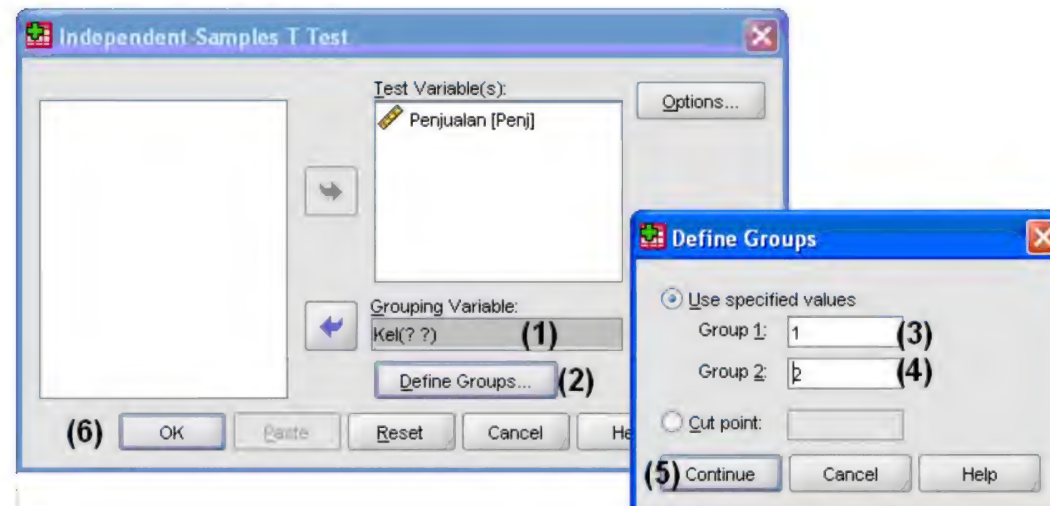 Independent-Samples T Test
Test Variable(s):
Penjualan [Penj]
Options...
Grouping Variable:
Kel(? ?) (1)
Define Groups... (2)
(6) OK Paste Reset Cancel He
Define Groups
Use specified values
Group 1: 1 (3)
Group 2: 2 (4)
Cut point:
(5) Continue Cancel Help